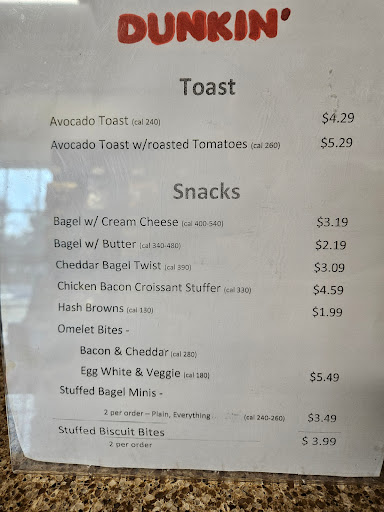 DUNKIN'
Toast
Avocado Toast (cal 240) $4.29
Avocado Toast w/roasted Tomatoes (cal 260) $5.29
Snacks
Bagel w/ Cream Cheese (cal 400-540) $3.19
Bagel w/ Butter (cal 340-480) $2.19
Cheddar Bagel Twist (cal 390) $3.09
Chicken Bacon Croissant Stuffer (cal 330) $4.59
Hash Browns (cal 130) $1.99
Omelet Bites -
Bacon & Cheddar (cal 280)
Egg White & Veggie (cal 180) $5.49
Stuffed Bagel Minis -
2 per order – Plain, Everything (cal 240-260) $3.49
Stuffed Biscuit Bites $ 3.99
2 per order